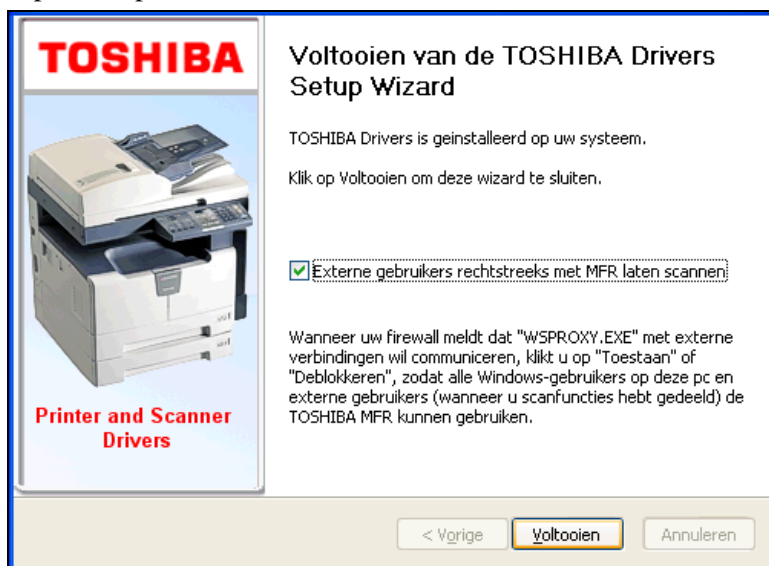 TOSHIBA
Printer and Scanner
Drivers
Voltooien van de TOSHIBA Drivers
Setup Wizard
TOSHIBA Drivers is geinstalleerd op uw systeem.
Klik op Voltooien om deze wizard te sluiten.
Externe gebruikers rechtstreeks met MFR laten scannen
Wanneer uw firewall meldt dat "WSPROXY.EXE" met externe
verbindingen wil communiceren, klikt u op "Toestaan" of
"Deblokkeren", zodat alle Windows-gebruikers op deze pc en
externe gebruikers (wanneer u scanfuncties hebt gedeeld) de
TOSHIBA MFR kunnen gebruiken.
< Vorige
Voltooien
Annuleren